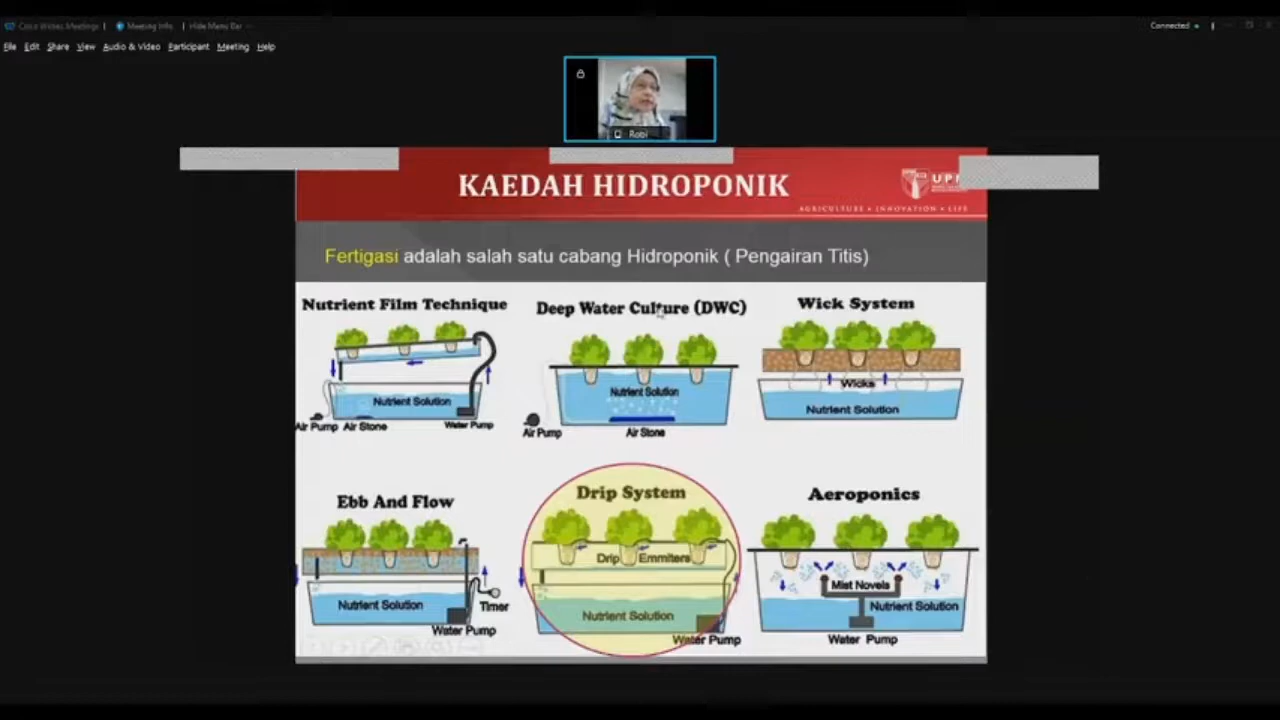 Cisco Webex Meetings
Meeting Info
Hide Menu Bar
Connected
File Edit Share View Audio & Video Participant Meeting Help
Robi
KAEDAH HIDROPONIK
AGRICULTURE • INNOVATION • LIFE
Fertigasi adalah salah satu cabang Hidroponik ( Pengairan Titis)
Nutrient Film Technique
Nutrient Solution
Air Pump Air Stone
Water Pump
Deep Water Culture (DWC)
Nutrient Solution
Air Pump
Air Stone
Wick System
Wicks
Nutrient Solution
Ebb And Flow
Nutrient Solution
Timer
Water Pump
Drip System
Drip Emmiters
Nutrient Solution
Water Pump
Aeroponics
Mist Novels
Nutrient Solution
Water Pump